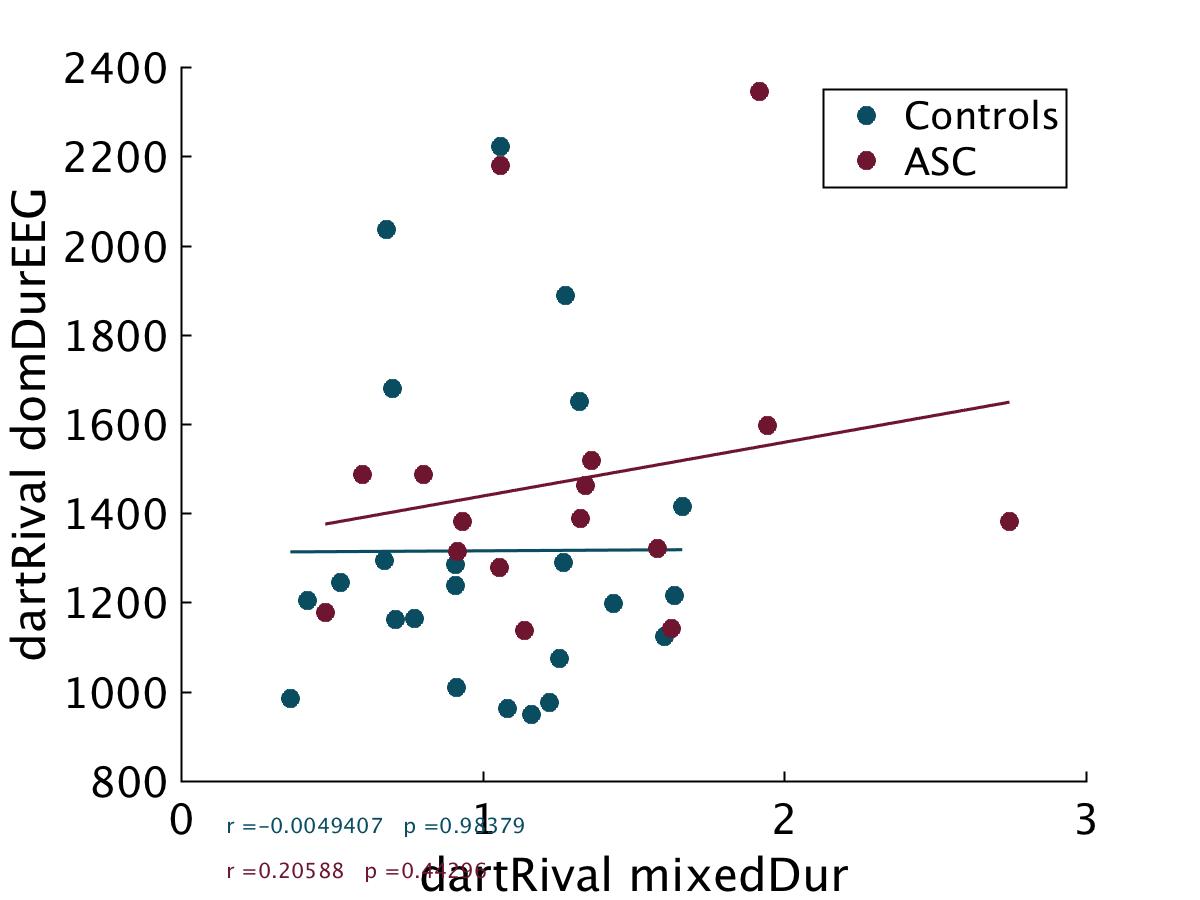 2400
2200
2000
1800
1600
1400
1200
1000
800
dartRival domDurEEG
Controls
ASC
0 1 2 3
r =-0.0049407 p =0.98379
r =0.20588 p =0.44296
dartRival mixedDur